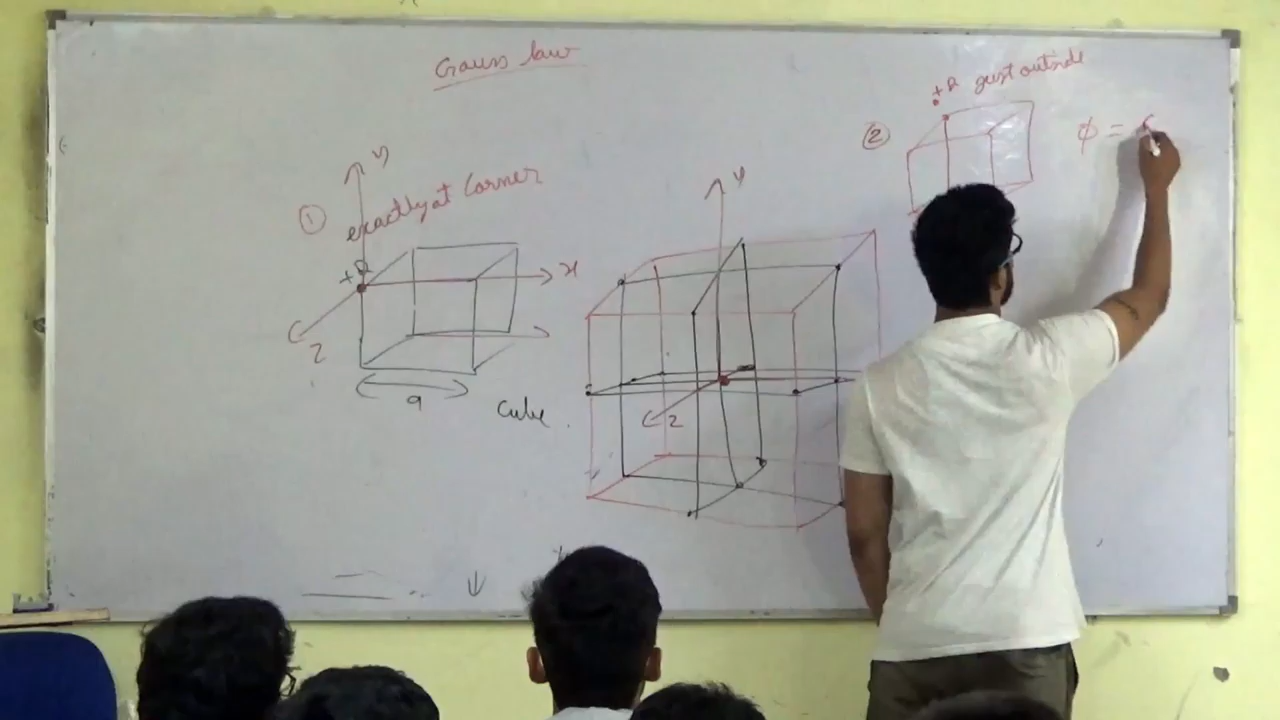 Gauss law
① exactly at Corner
y
+Q
x
z
a
Cube.
y
z
② +Q just outside
φ =